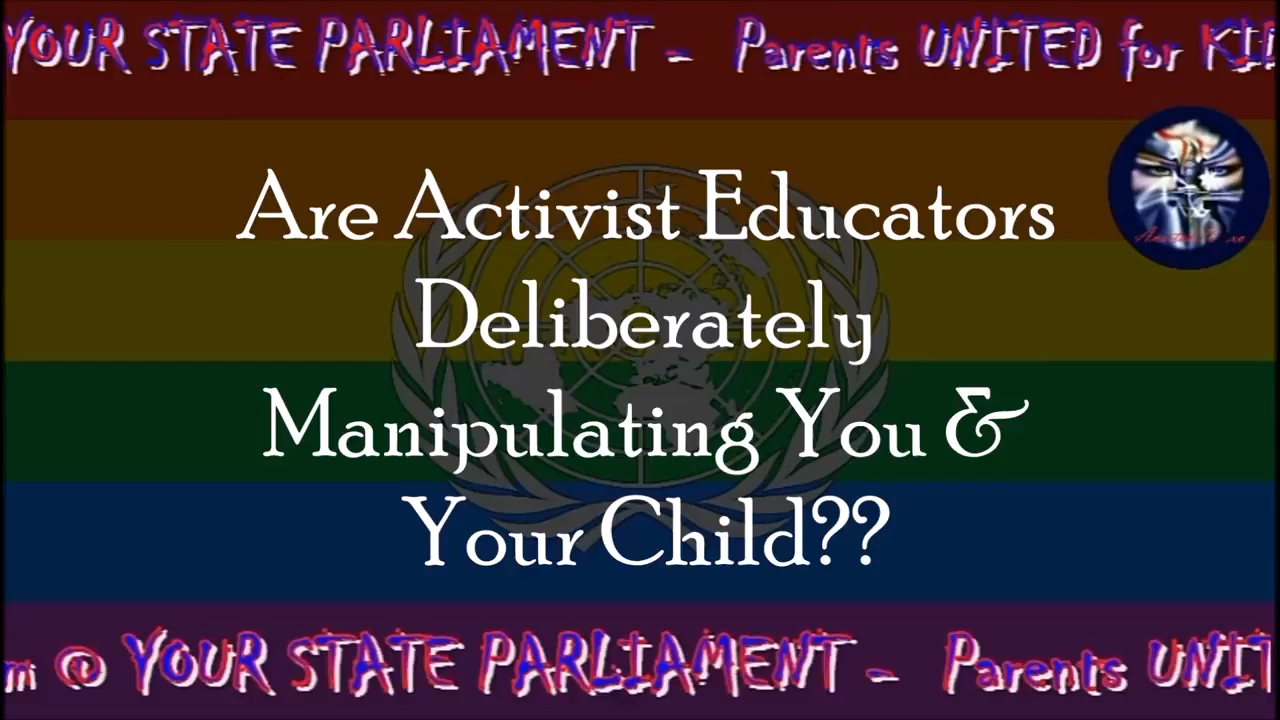 YOUR STATE PARLIAMENT - Parents UNITED for
Are Activist Educators
Deliberately
Manipulating You &
Your Child??
@ YOUR STATE PARLIAMENT - Parents